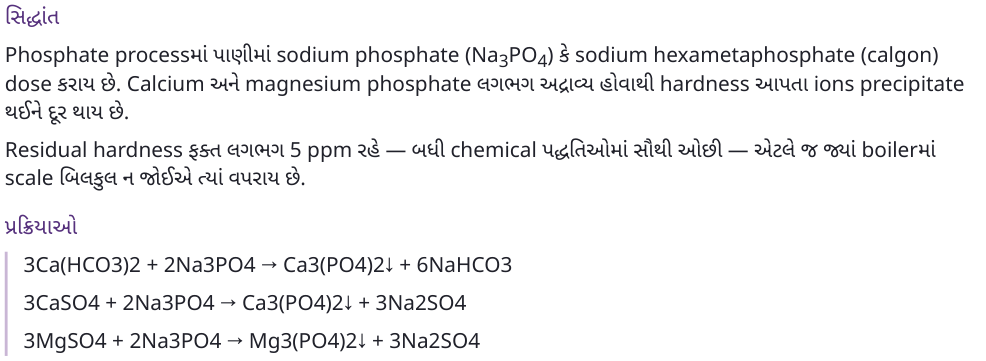 સિદ્ધાંત
Phosphate processમાં પાણીમાં sodium phosphate (Na₃PO₄) કે sodium hexametaphosphate (calgon)
dose કરાય છે. Calcium અને magnesium phosphate લગભગ અદ્રાવ્ય હોવાથી hardness આપતા ions precipitate
થઈને દૂર થાય છે.
Residual hardness ફક્ત લગભગ 5 ppm રહે — બધી chemical પદ્ધતિઓમાં સૌથી ઓછી — એટલે જ જ્યાં boilerમાં
scale બિલકુલ ન જોઈએ ત્યાં વપરાય છે.
પ્રક્રિયાઓ
3Ca(HCO3)2 + 2Na3PO4 → Ca3(PO4)2↓ + 6NaHCO3
3CaSO4 + 2Na3PO4 → Ca3(PO4)2↓ + 3Na2SO4
3MgSO4 + 2Na3PO4 → Mg3(PO4)2↓ + 3Na2SO4